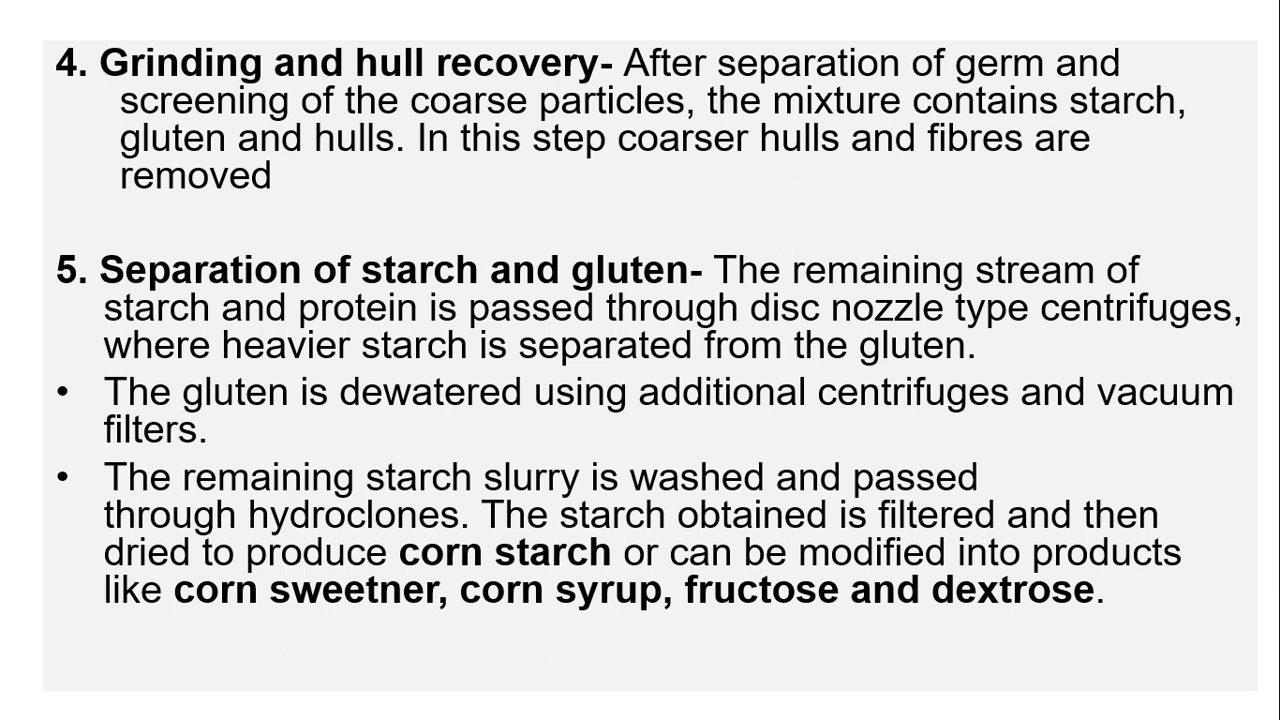 4. Grinding and hull recovery- After separation of germ and
screening of the coarse particles, the mixture contains starch,
gluten and hulls. In this step coarser hulls and fibres are
removed
5. Separation of starch and gluten- The remaining stream of
starch and protein is passed through disc nozzle type centrifuges,
where heavier starch is separated from the gluten.
• The gluten is dewatered using additional centrifuges and vacuum
filters.
• The remaining starch slurry is washed and passed
through hydroclones. The starch obtained is filtered and then
dried to produce corn starch or can be modified into products
like corn sweetner, corn syrup, fructose and dextrose.